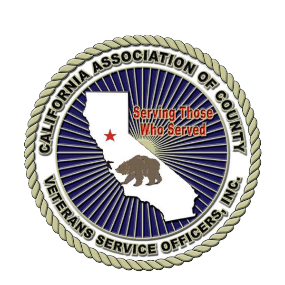 CALIFORNIA ASSOCIATION OF COUNTY
Serving Those
Who Served
VETERANS SERVICE OFFICERS, INC.